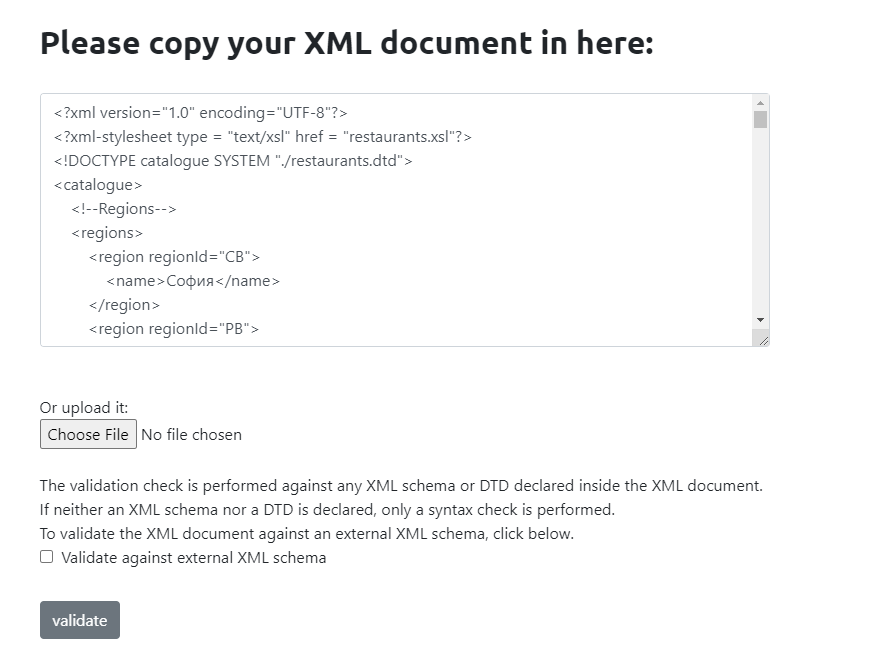 Please copy your XML document in here:
<?xml version="1.0" encoding="UTF-8"?>
<?xml-stylesheet type = "text/xsl" href = "restaurants.xsl"?>
<!DOCTYPE catalogue SYSTEM "./restaurants.dtd">
<catalogue>
<!--Regions-->
<regions>
<region regionId="CB">
<name>София</name>
</region>
<region regionId="PB">
Or upload it:
Choose File No file chosen
The validation check is performed against any XML schema or DTD declared inside the XML document.
If neither an XML schema nor a DTD is declared, only a syntax check is performed.
To validate the XML document against an external XML schema, click below.
Validate against external XML schema
validate